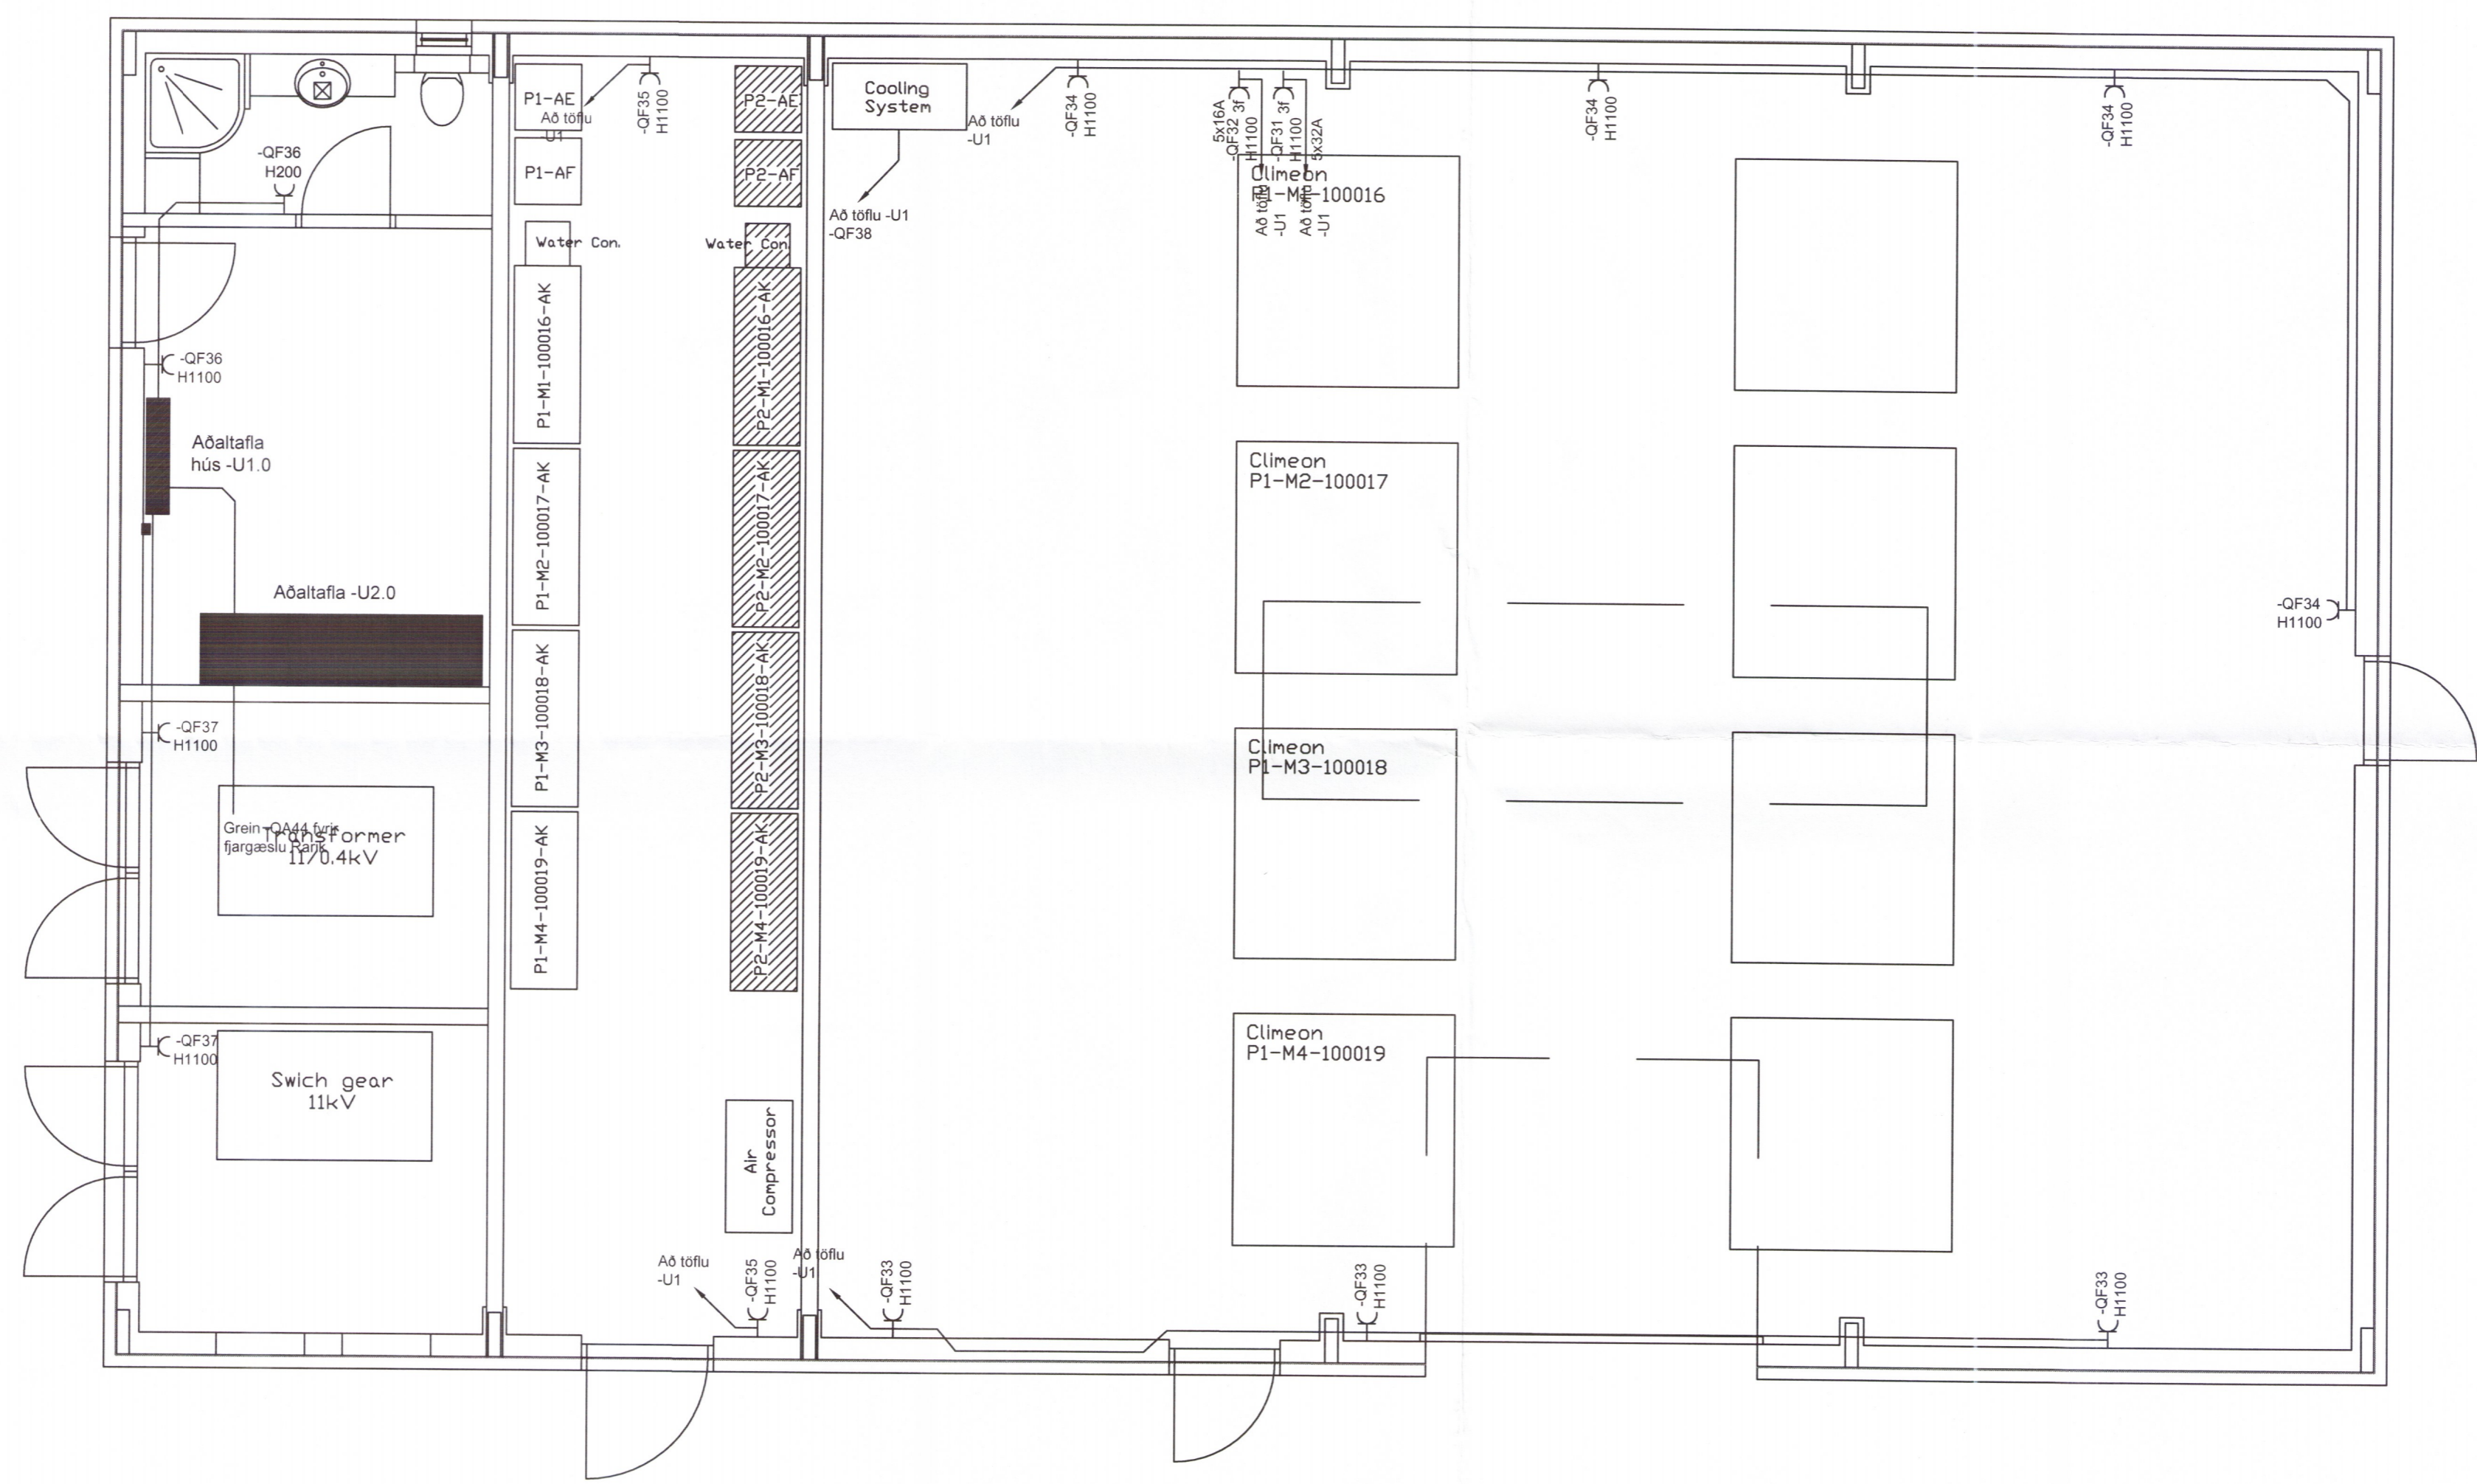 P1-AE
Að töflu
-U1
-QF35
H1100
P2-AE
Cooling
System
Að töflu
-U1
-QF34
H1100
5x16A
-QF32 3f
H1100
-QF31 3f
H1100
5x32A
-QF34
H1100
-QF34
H1100
-QF36
H200
P1-AF
P2-AF
Climeon
P1-M1-100016
Að töflu
-U1
Að töflu
-U1
Að töflu -U1
-QF38
Water Con.
Water Con.
P1-M1-100016-AK
P2-M1-100016-AK
-QF36
H1100
Aðaltafla
hús -U1.0
Climeon
P1-M2-100017
P1-M2-100017-AK
P2-M2-100017-AK
Aðaltafla -U2.0
-QF34
H1100
P1-M3-100018-AK
P2-M3-100018-AK
-QF37
H1100
Climeon
P1-M3-100018
Grein -QA44 fyrir
fjargæslu Rarik
Transformer
11/0.4kV
P1-M4-100019-AK
P2-M4-100019-AK
-QF37
H1100
Climeon
P1-M4-100019
Swich gear
11kV
Air
Compressor
Að töflu
-U1
-QF35
H1100
Að töflu
-U1
-QF33
H1100
-QF33
H1100
-QF33
H1100